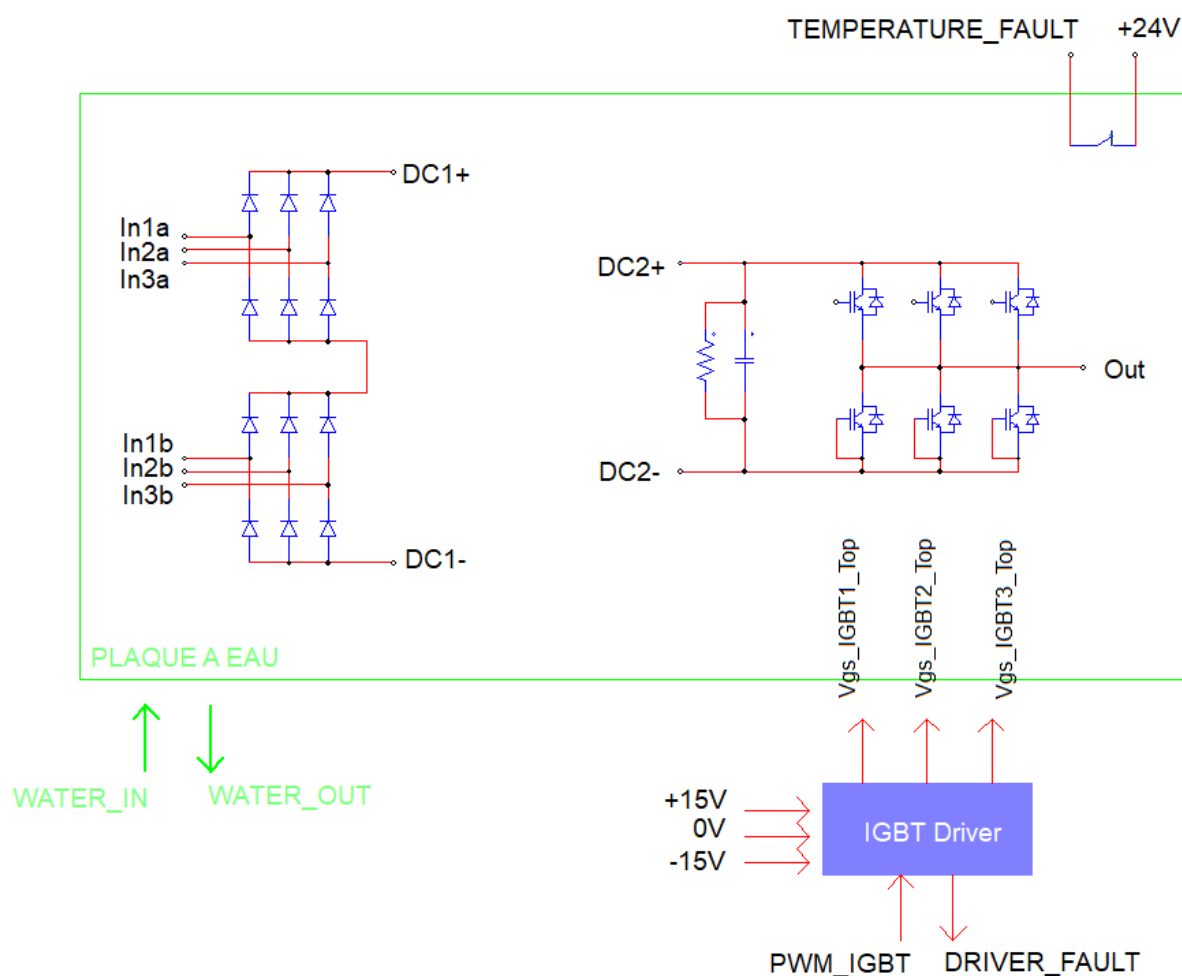 TEMPERATURE_FAULT +24V
DC1+
In1a
In2a
In3a
DC2+
Out
In1b
In2b
In3b
DC2-
DC1-
Vgs_IGBT1_Top
Vgs_IGBT2_Top
Vgs_IGBT3_Top
PLAQUE A EAU
WATER_IN
WATER_OUT
+15V
0V
-15V
IGBT Driver
PWM_IGBT
DRIVER_FAULT